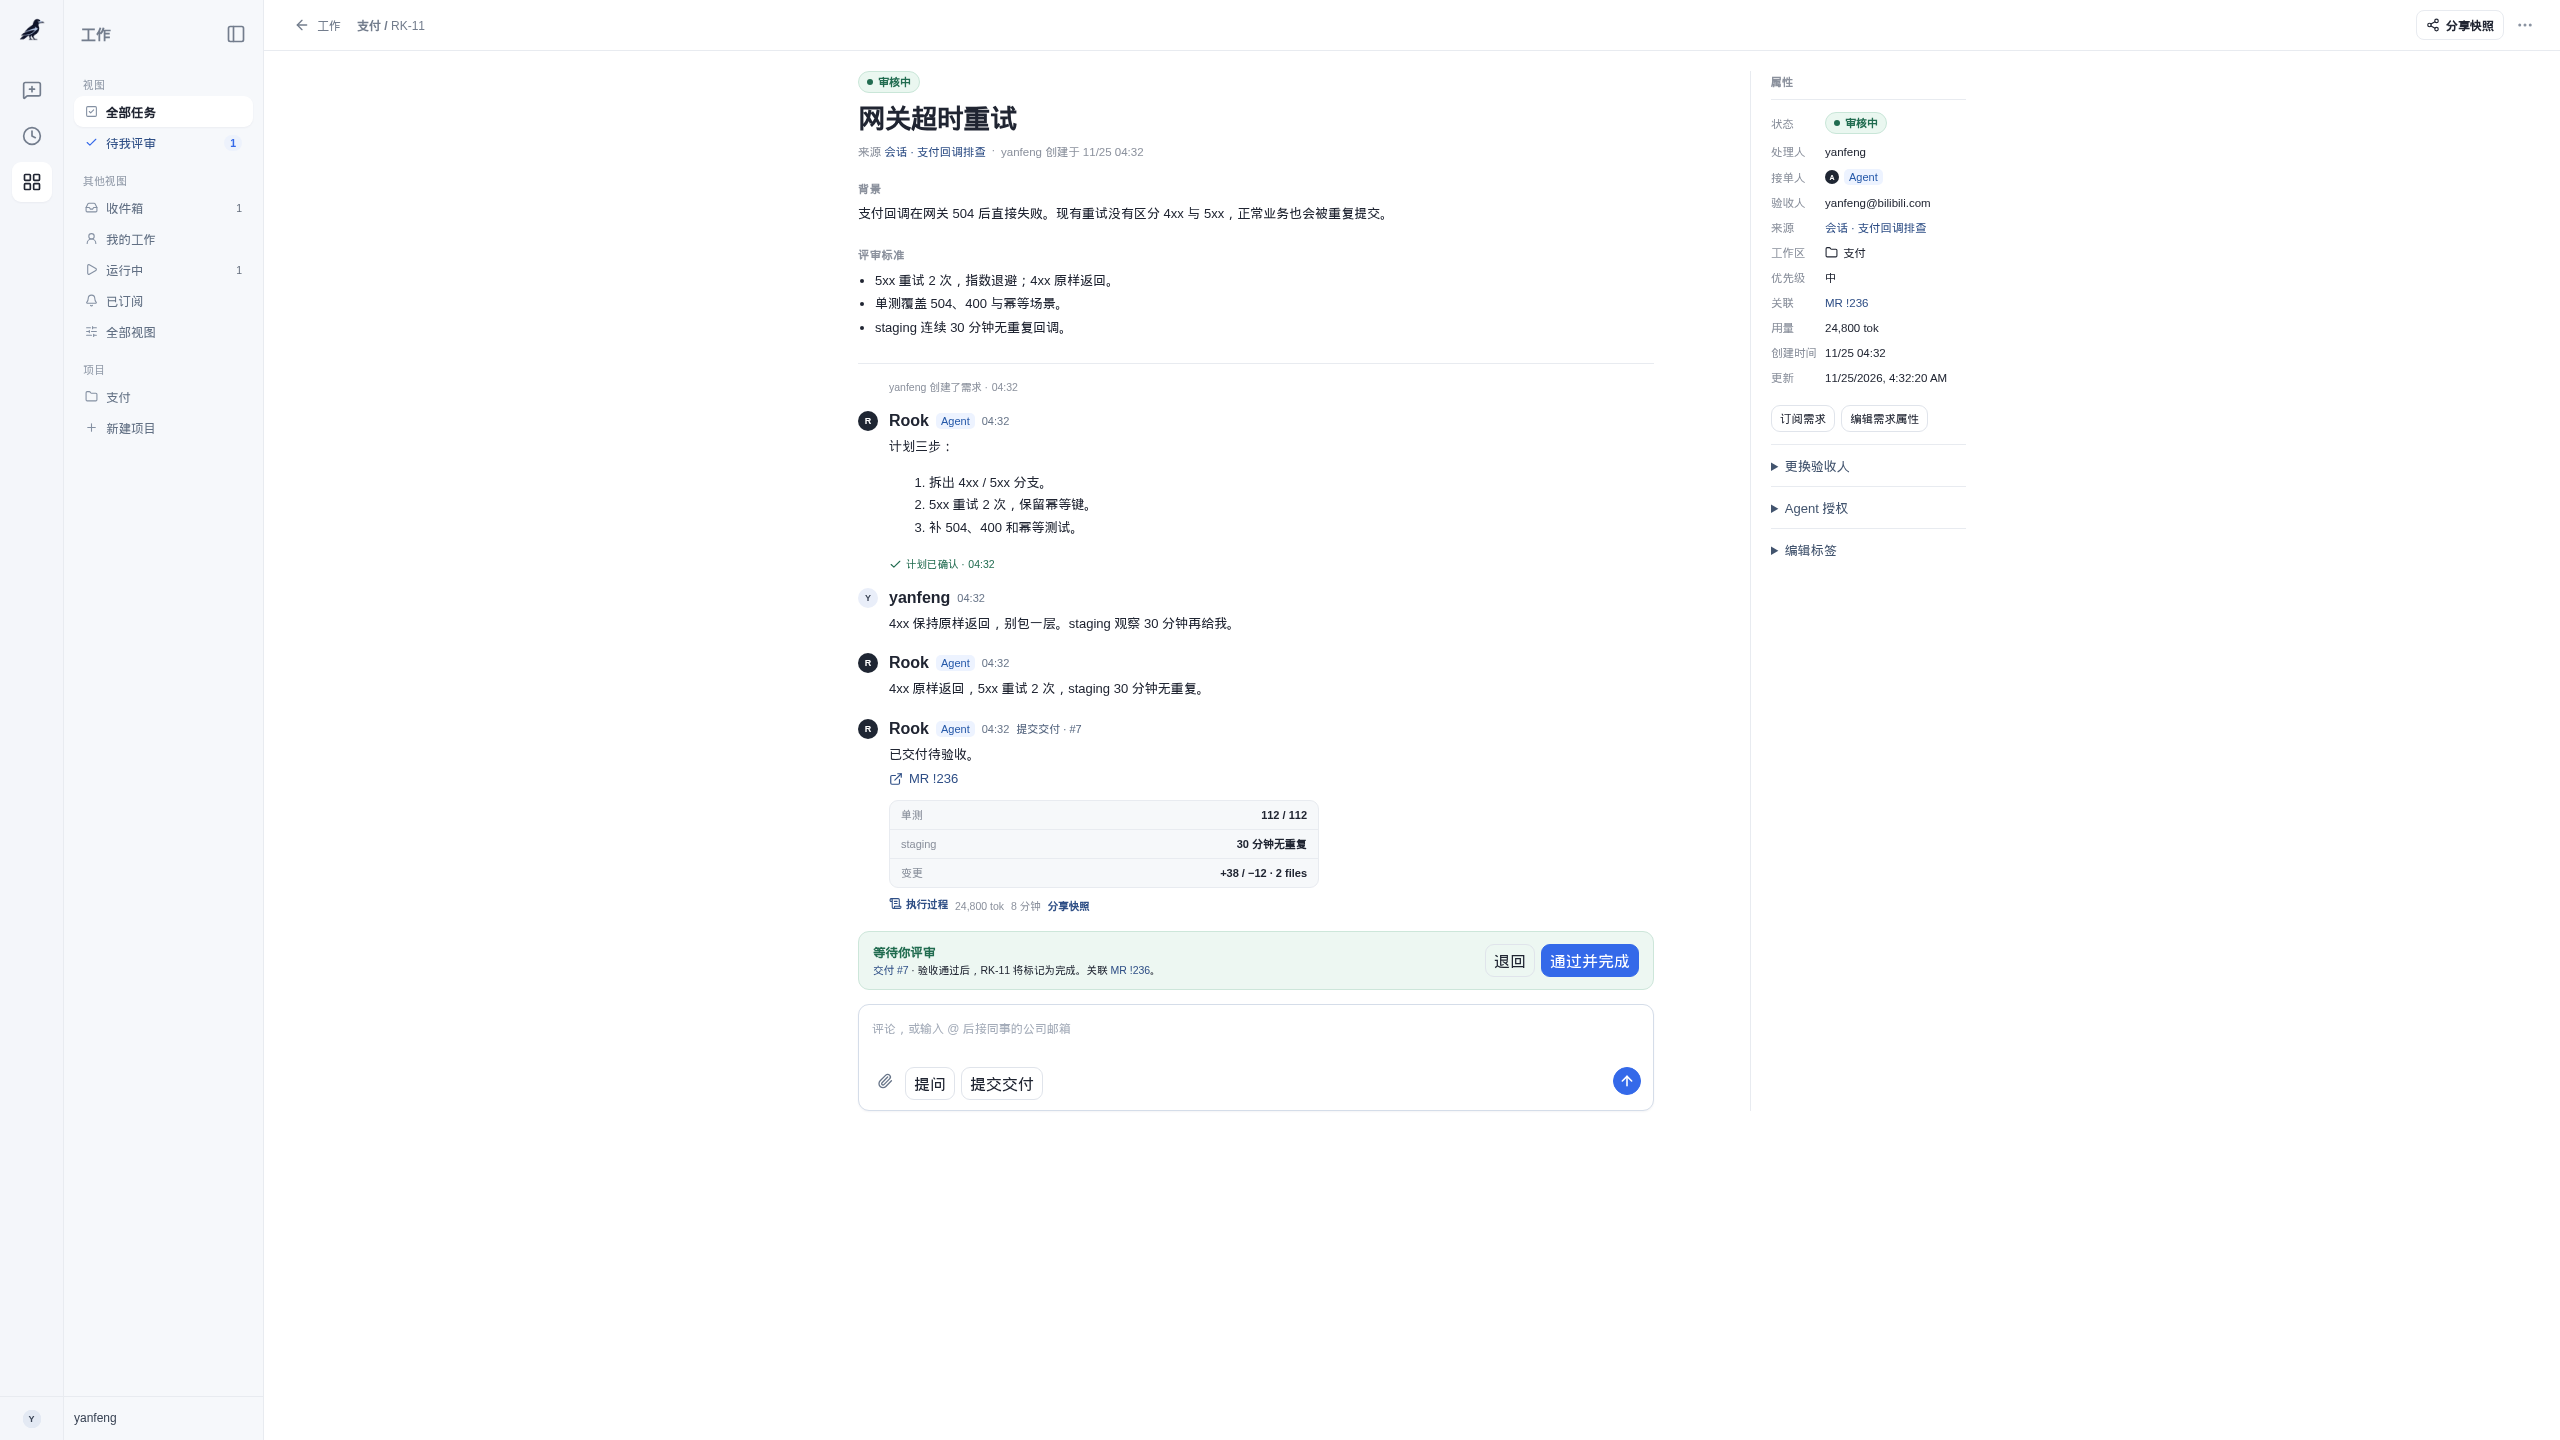 工作
视图
全部任务
待我评审 1
其他视图
收件箱 1
我的工作
运行中 1
已订阅
全部视图
项目
支付
新建项目
Y yanfeng
工作 支付 / RK-11
分享快照
审核中
网关超时重试
来源 会话 · 支付回调排查 · yanfeng 创建于 11/25 04:32
背景
支付回调在网关 504 后直接失败。现有重试没有区分 4xx 与 5xx，正常业务也会被重复提交。
评审标准
• 5xx 重试 2 次，指数退避；4xx 原样返回。
• 单测覆盖 504、400 与幂等场景。
• staging 连续 30 分钟无重复回调。
yanfeng 创建了需求 · 04:32
R Rook Agent 04:32
计划三步：
1. 拆出 4xx / 5xx 分支。
2. 5xx 重试 2 次，保留幂等键。
3. 补 504、400 和幂等测试。
计划已确认 · 04:32
Y yanfeng 04:32
4xx 保持原样返回，别包一层。staging 观察 30 分钟再给我。
R Rook Agent 04:32
4xx 原样返回，5xx 重试 2 次，staging 30 分钟无重复。
R Rook Agent 04:32 提交交付 · #7
已交付待验收。
MR !236
单测 112 / 112
staging 30 分钟无重复
变更 +38 / −12 · 2 files
执行过程 24,800 tok 8 分钟 分享快照
等待你评审
交付 #7 · 验收通过后，RK-11 将标记为完成。关联 MR !236。
退回 通过并完成
评论，或输入 @ 后接同事的公司邮箱
提问 提交交付
属性
状态 审核中
处理人 yanfeng
接单人 A Agent
验收人 yanfeng@bilibili.com
来源 会话 · 支付回调排查
工作区 支付
优先级 中
关联 MR !236
用量 24,800 tok
创建时间 11/25 04:32
更新 11/25/2026, 4:32:20 AM
订阅需求 编辑需求属性
▶ 更换验收人
▶ Agent 授权
▶ 编辑标签